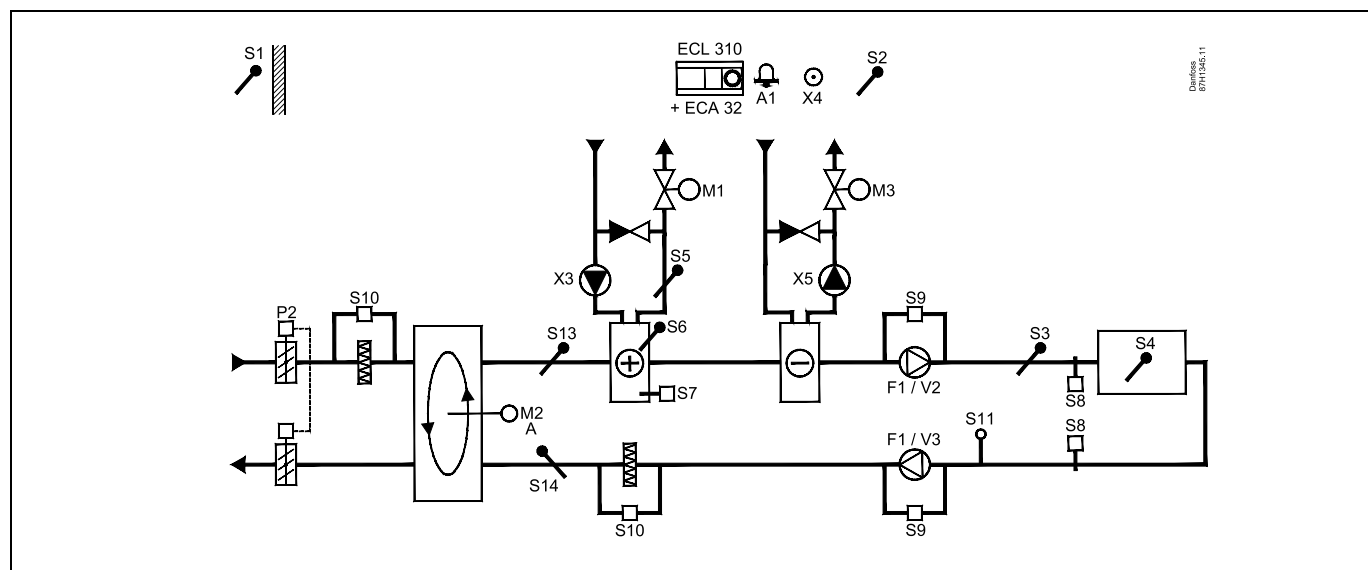 S1
ECL 310
+ ECA 32
A1
X4
S2
Danfoss
87H1345.11
M1
M3
S5
X3
X5
P2
S10
S13
S6
S9
S3
S4
F1 / V2
S7
S8
M2
A
S8
F1 / V3
S11
S14
S10
S9